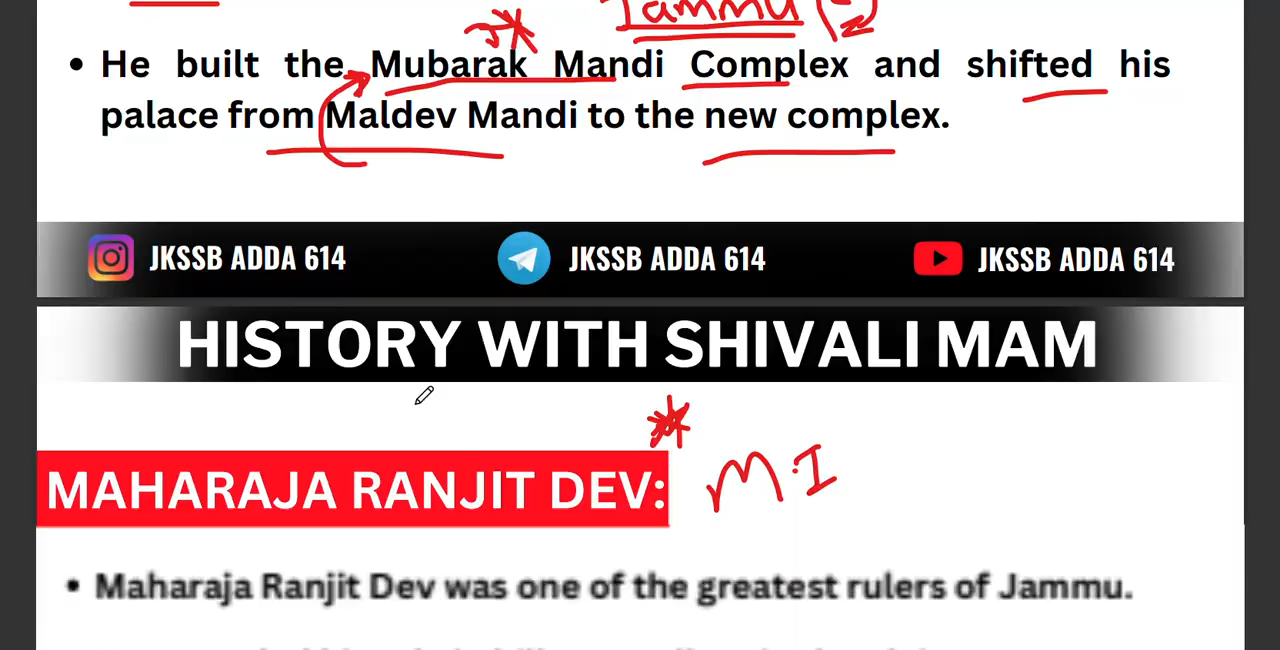 Jammu
• He built the Mubarak Mandi Complex and shifted his
palace from Maldev Mandi to the new complex.
JKSSB ADDA 614 JKSSB ADDA 614 JKSSB ADDA 614
HISTORY WITH SHIVALI MAM
MAHARAJA RANJIT DEV: M.I
• Maharaja Ranjit Dev was one of the greatest rulers of Jammu.